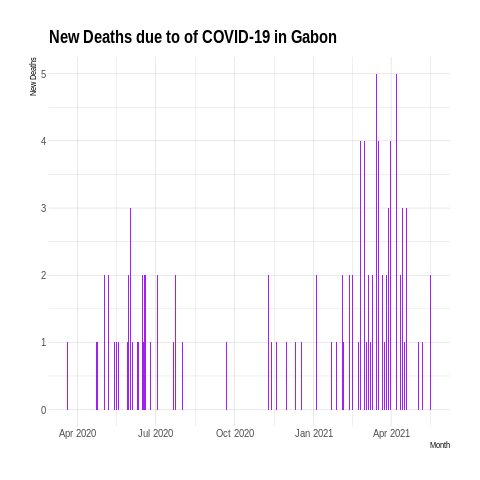 New Deaths due to of COVID-19 in Gabon
New Deaths
5
4
3
2
1
0
Apr 2020 Jul 2020 Oct 2020 Jan 2021 Apr 2021
Month